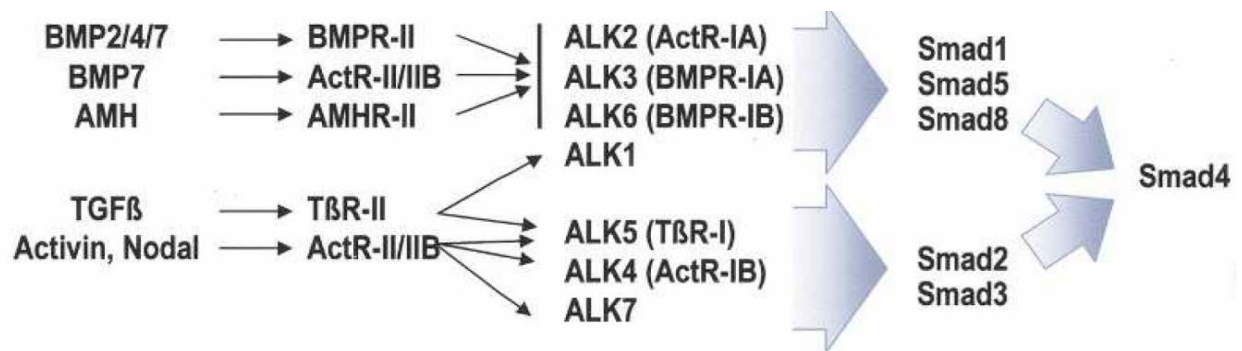 BMP2/4/7 BMPR-II ALK2 (ActR-IA)
BMP7 ActR-II/IIB ALK3 (BMPR-IA)
AMH AMHR-II ALK6 (BMPR-IB)
ALK1
Smad1
Smad5
Smad8
Smad4
TGFß TßR-II ALK5 (TßR-I)
Activin, Nodal ActR-II/IIB ALK4 (ActR-IB)
ALK7
Smad2
Smad3